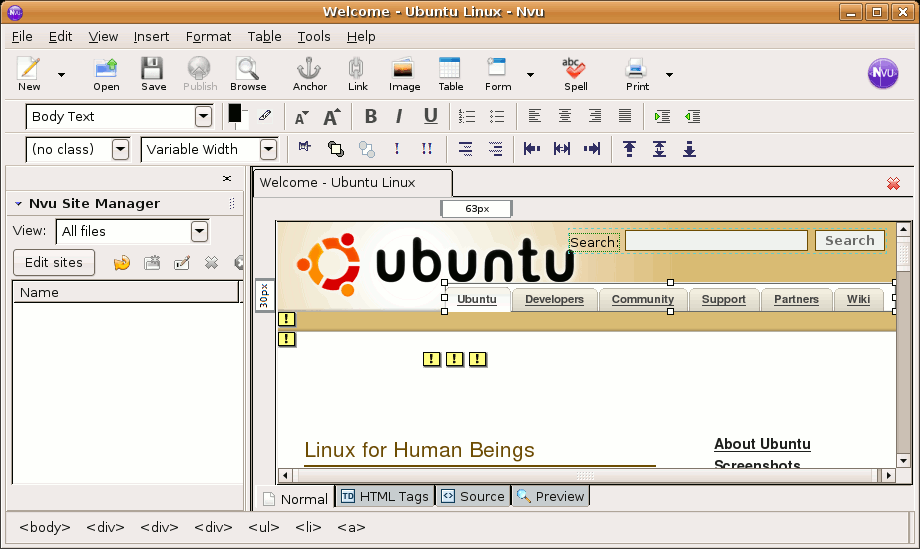 Welcome - Ubuntu Linux - Nvu
File Edit View Insert Format Table Tools Help
New Open Save Publish Browse Anchor Link Image Table Form abc Spell Print NVU
Body Text A A B I U
(no class) Variable Width ! !!
Welcome - Ubuntu Linux
Nvu Site Manager
63px
View: All files
Search: Search
ubuntu
Edit sites
Name
30px
Ubuntu Developers Community Support Partners Wiki
!
!
! ! !
Linux for Human Beings
About Ubuntu
Screenshots
Normal TD HTML Tags <> Source Preview
<body> <div> <div> <div> <ul> <li> <a>